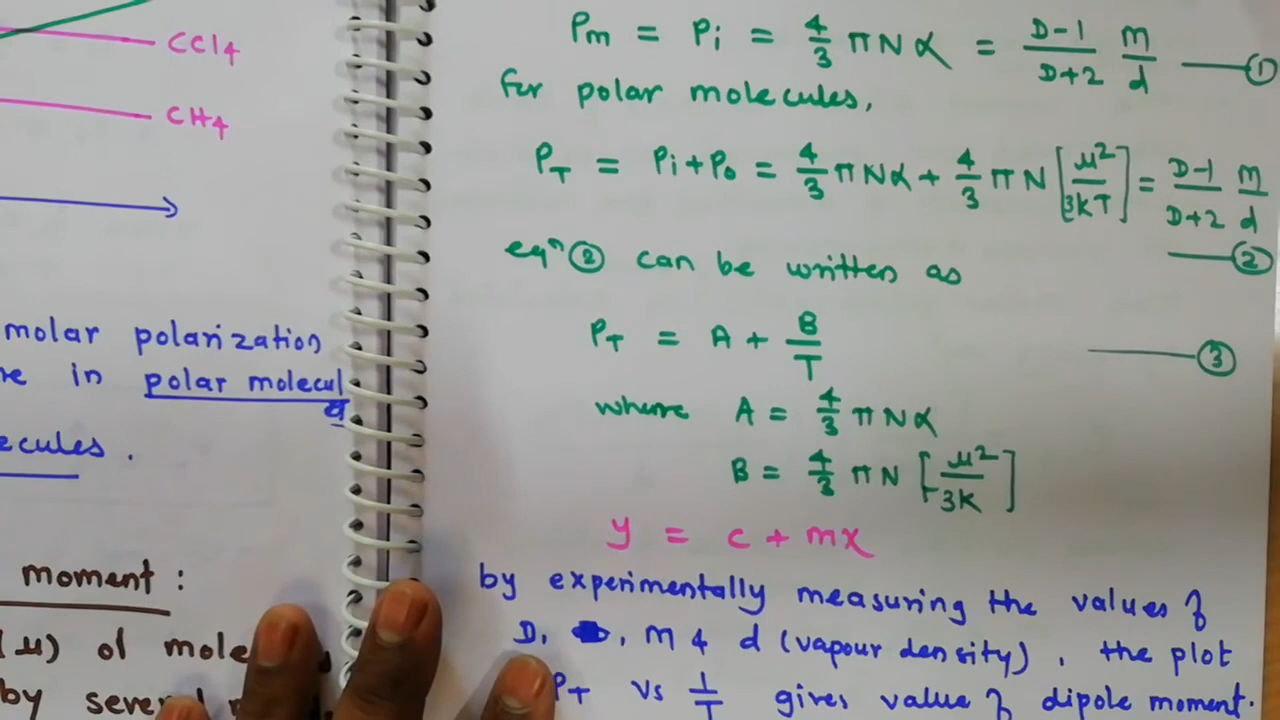 CCl4
CH4
molar polarization
in polar molecul
ecules.
moment:
(μ) of mole
by sever
Pm = Pi = 4/3 πNα = D-1/D+2 m/d — ①
For polar molecules,
PT = Pi+Po = 4/3 πNα + 4/3 πN [μ²/3kT] = D-1/D+2 m/d
— ②
eqn ② can be written as
PT = A + B/T — ③
where A = 4/3 πNα
B = 4/3 πN [μ²/3K]
y = c + mx
by experimentally measuring the values of
D, , M & d (vapour density), the plot
PT vs 1/T gives value of dipole moment.